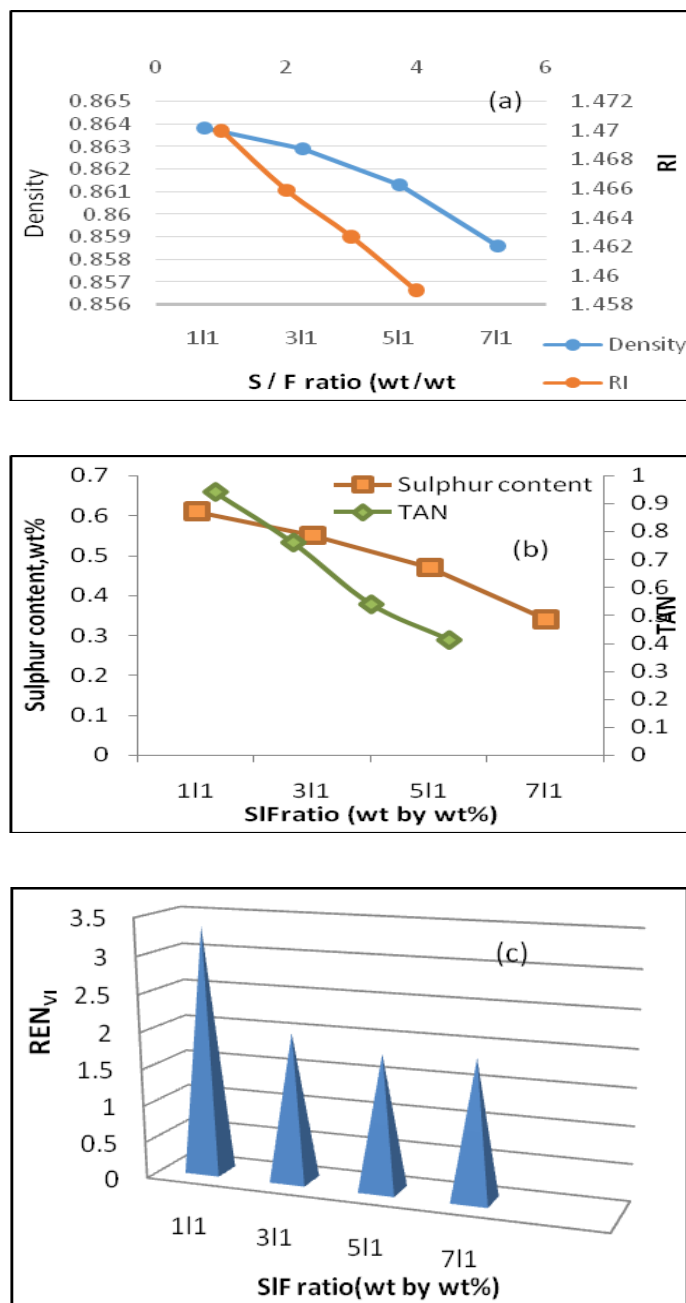 0 2 4 6
(a)
0.865 1.472
0.864 1.47
0.863 1.468
0.862 1.466
0.861 1.464
0.86 1.462
0.859 1.46
0.858 1.458
0.857
0.856
Density
RI
1l1 3l1 5l1 7l1
Density
S / F ratio (wt/wt
RI
0.7 1
Sulphur content 0.9
0.6 TAN 0.8
0.5 (b) 0.7
0.4 0.6
0.3 0.5
0.2 0.4
0.1 0.3
0 0.2
0.1
0
Sulphur content,wt%
TAN
1l1 3l1 5l1 7l1
SlFratio (wt by wt%)
3.5
(c)
3
2.5
2
1.5
1
0.5
0
REN VI
1l1 3l1 5l1 7l1
SlF ratio(wt by wt%)